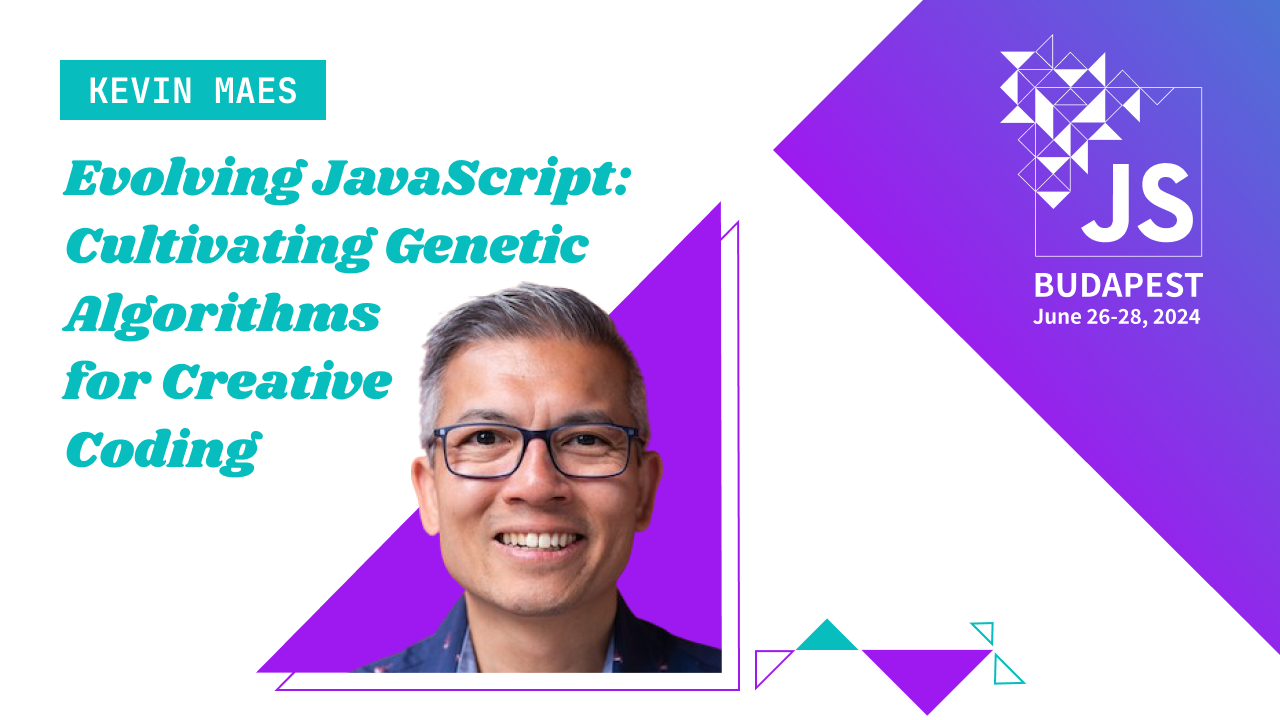 KEVIN MAES
Evolving JavaScript:
Cultivating Genetic
Algorithms
for Creative
Coding
JS
BUDAPEST
June 26-28, 2024